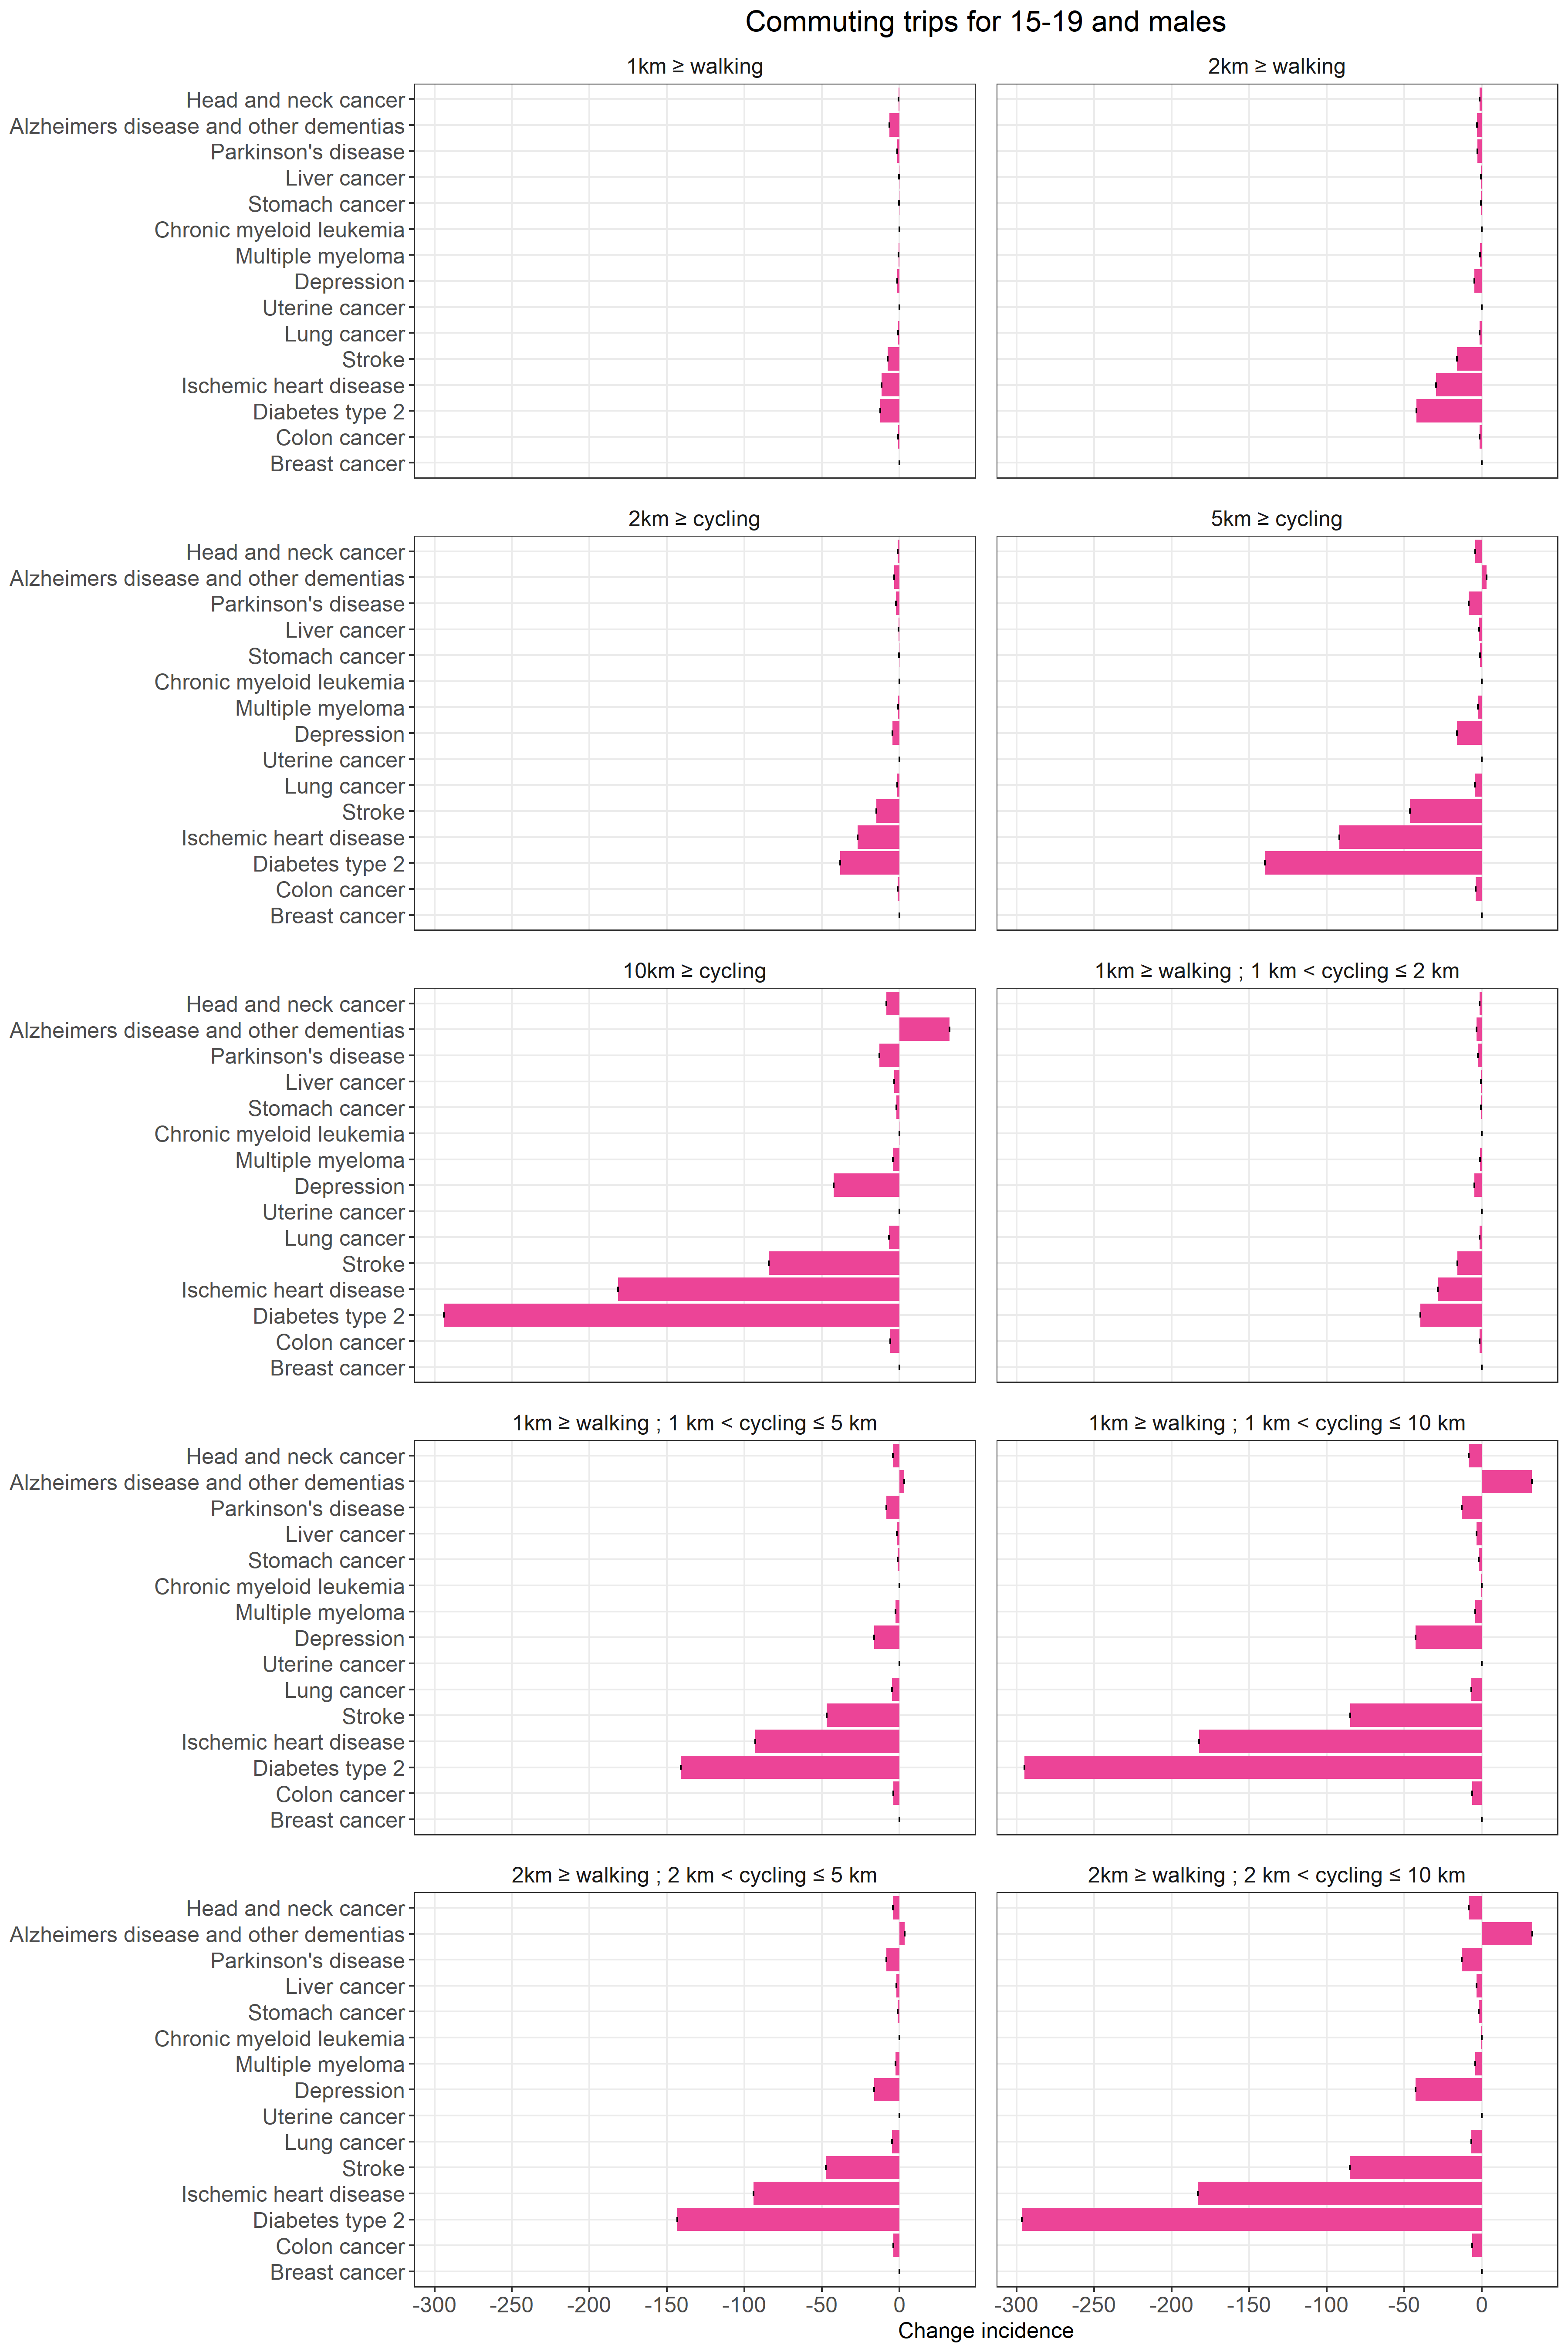 Commuting trips for 15-19 and males
1km ≥ walking
2km ≥ walking
Head and neck cancer
Alzheimers disease and other dementias
Parkinson's disease
Liver cancer
Stomach cancer
Chronic myeloid leukemia
Multiple myeloma
Depression
Uterine cancer
Lung cancer
Stroke
Ischemic heart disease
Diabetes type 2
Colon cancer
Breast cancer
2km ≥ cycling
5km ≥ cycling
Head and neck cancer
Alzheimers disease and other dementias
Parkinson's disease
Liver cancer
Stomach cancer
Chronic myeloid leukemia
Multiple myeloma
Depression
Uterine cancer
Lung cancer
Stroke
Ischemic heart disease
Diabetes type 2
Colon cancer
Breast cancer
10km ≥ cycling
1km ≥ walking ; 1 km < cycling ≤ 2 km
Head and neck cancer
Alzheimers disease and other dementias
Parkinson's disease
Liver cancer
Stomach cancer
Chronic myeloid leukemia
Multiple myeloma
Depression
Uterine cancer
Lung cancer
Stroke
Ischemic heart disease
Diabetes type 2
Colon cancer
Breast cancer
1km ≥ walking ; 1 km < cycling ≤ 5 km
1km ≥ walking ; 1 km < cycling ≤ 10 km
Head and neck cancer
Alzheimers disease and other dementias
Parkinson's disease
Liver cancer
Stomach cancer
Chronic myeloid leukemia
Multiple myeloma
Depression
Uterine cancer
Lung cancer
Stroke
Ischemic heart disease
Diabetes type 2
Colon cancer
Breast cancer
2km ≥ walking ; 2 km < cycling ≤ 5 km
2km ≥ walking ; 2 km < cycling ≤ 10 km
Head and neck cancer
Alzheimers disease and other dementias
Parkinson's disease
Liver cancer
Stomach cancer
Chronic myeloid leukemia
Multiple myeloma
Depression
Uterine cancer
Lung cancer
Stroke
Ischemic heart disease
Diabetes type 2
Colon cancer
Breast cancer
-300 -250 -200 -150 -100 -50 0
-300 -250 -200 -150 -100 -50 0
Change incidence